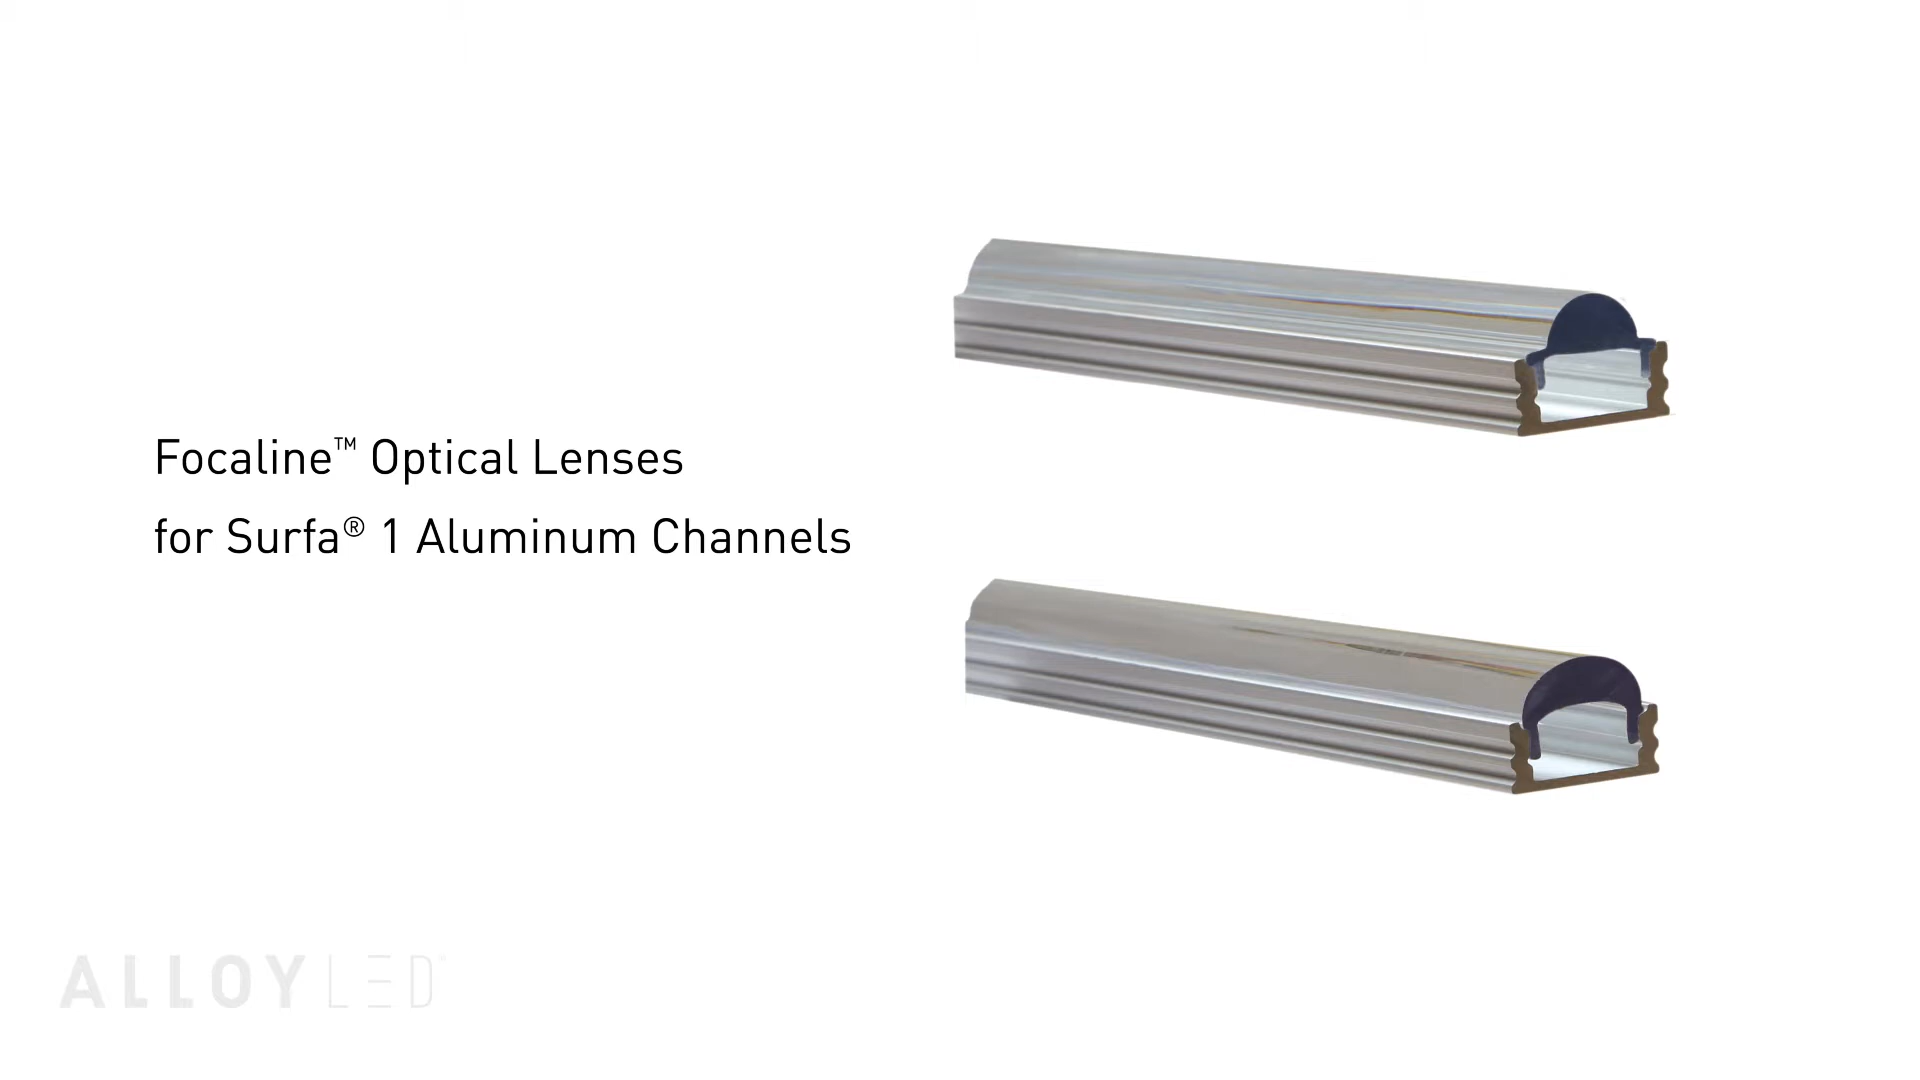 Focaline™ Optical Lenses
for Surfa® 1 Aluminum Channels
ALLOYLED